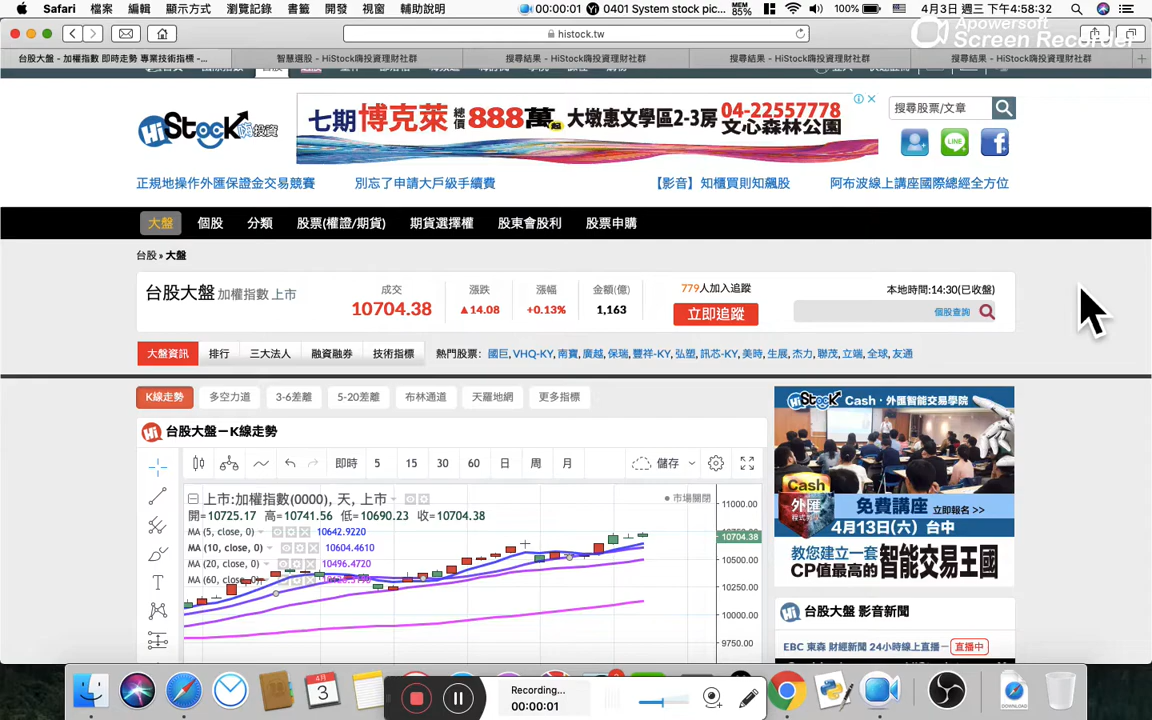 Safari 檔案 編輯 顯示方式 瀏覽記錄 書籤 開發 視窗 輔助說明 00:00:01 0401 System stock pic... MEM 85% 100% 4月3日 週三 下午4:58:32
Apowersoft
Screen Recorder
histock.tw
台股大盤 - 加權指數 即時走勢 專業技術指標 -... 智慧選股 - HiStock嗨投資理財社群 搜尋結果 - HiStock嗨投資理財社群 搜尋結果 - HiStock嗨投資理財社群 搜尋結果 - HiStock嗨投資理財社群
HiStock 嗨投資
七期博克萊 總價888萬起 大墩惠文學區2-3房 04-22557778 文心森林公園
搜尋股票/文章
LINE
正規地操作外匯保證金交易競賽 別忘了申請大戶級手續費 【影音】知櫃買則知飆股 阿布波線上講座國際總經全方位
大盤 個股 分類 股票(權證/期貨) 期貨選擇權 股東會股利 股票申購
台股 » 大盤
台股大盤 加權指數 上市
成交 漲跌 漲幅 金額(億) 779人加入追蹤 本地時間:14:30(已收盤)
10704.38 ▲14.08 +0.13% 1,163 立即追蹤 個股查詢
大盤資訊 排行 三大法人 融資融券 技術指標 熱門股票: 國巨,VHQ-KY,南寶,廣越,保瑞,豐祥-KY,弘塑,訊芯-KY,美時,生展,杰力,聯茂,立端,全球,友通
K線走勢 多空力道 3-6差離 5-20差離 布林通道 天羅地網 更多指標
Hi 台股大盤－K線走勢
即時 5 15 30 60 日 周 月 儲存
上市:加權指數(0000), 天, 上市
市場關閉
開=10725.17 高=10741.56 低=10690.23 收=10704.38
MA (5, close, 0) 10642.9220
MA (10, close, 0) 10604.4610
MA (20, close, 0) 10496.4720
MA (60, close, 0)
11000.00
10704.38
10500.00
10250.00
10000.00
9750.00
HiStock Cash·外匯智能交易學院
Cash
外匯
免費講座 立即報名 >>
4月13日(六) 台中
教您建立一套
CP值最高的智能交易王國
Hi 台股大盤 影音新聞
EBC 東森 財經新聞 24小時線上直播－ 直播中
3
Recording...
00:00:01
DOWNLOAD